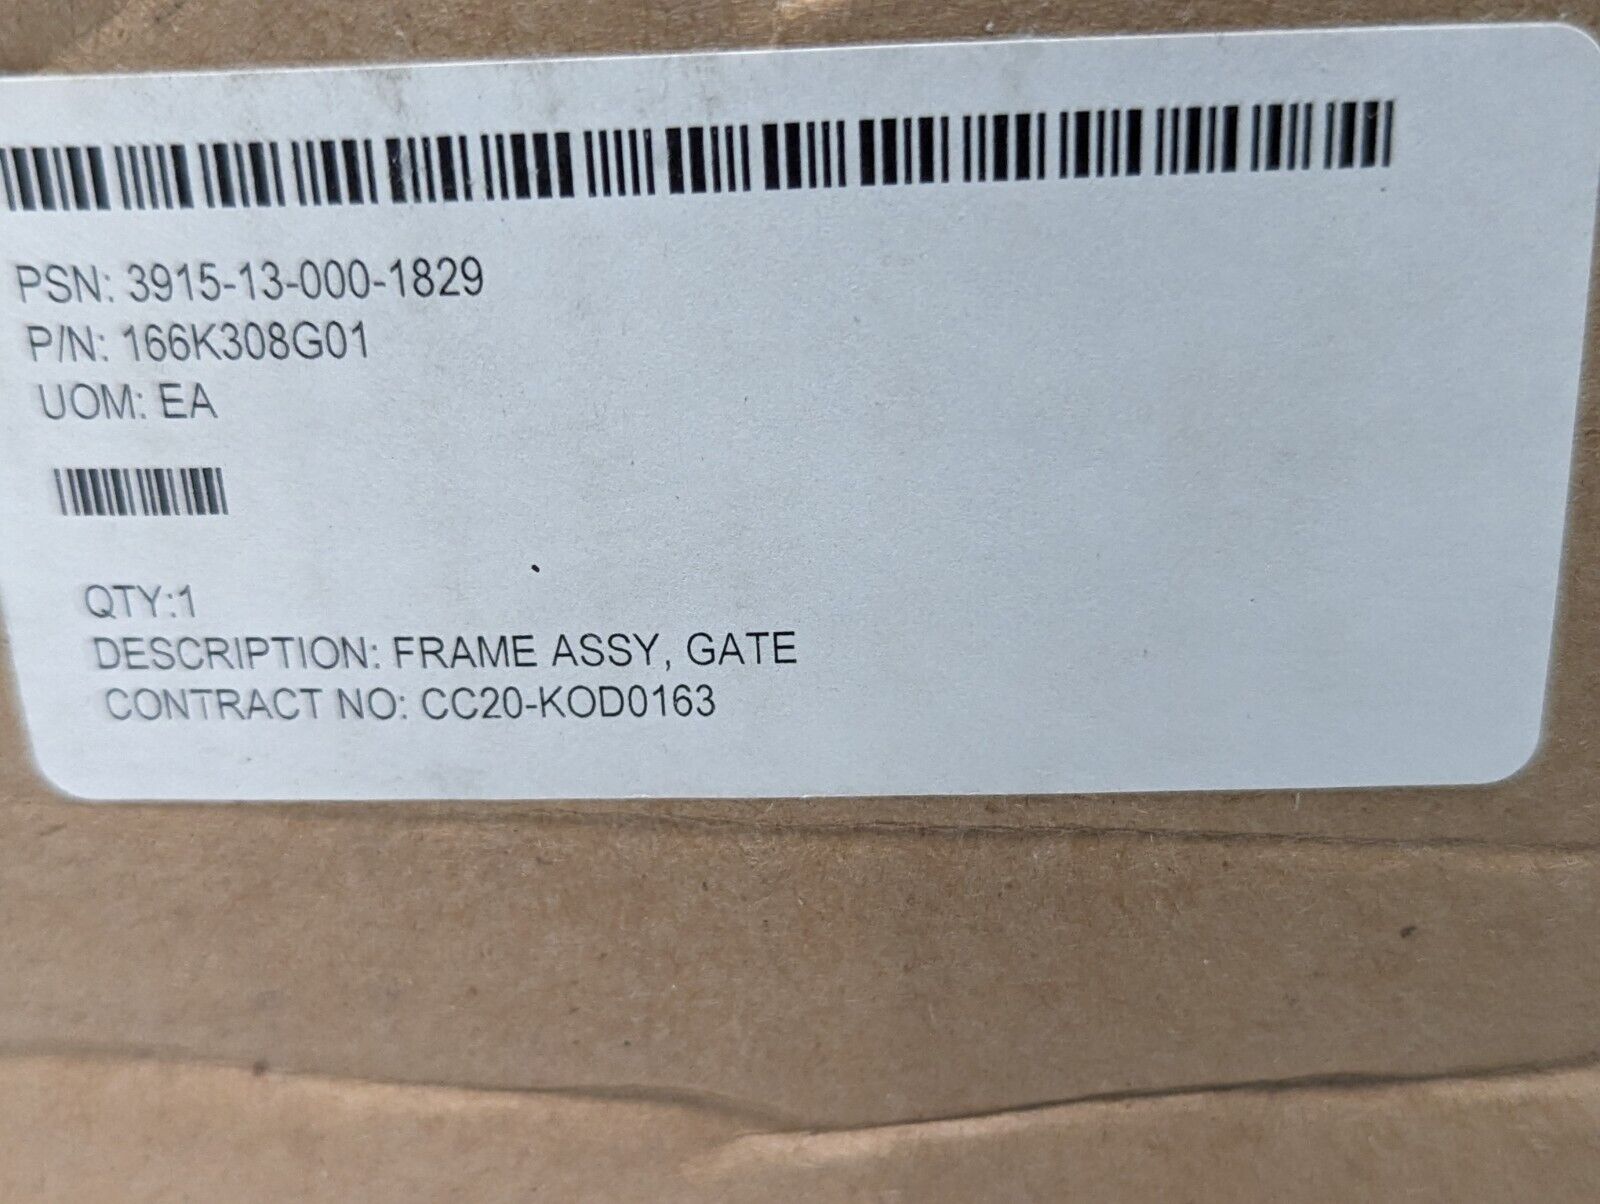 PSN: 3915-13-000-1829
P/N: 166K308G01
UOM: EA
QTY:1
DESCRIPTION: FRAME ASSY, GATE
CONTRACT NO: CC20-KOD0163